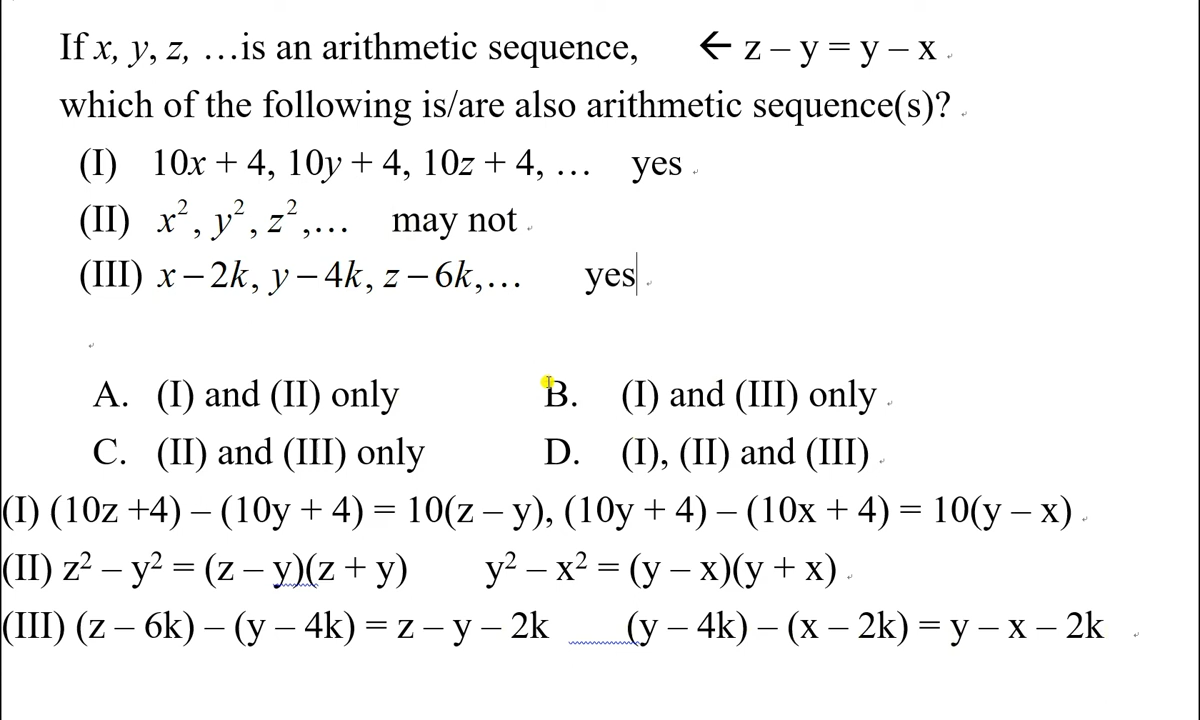 If x, y, z, …is an arithmetic sequence, ← z – y = y – x
which of the following is/are also arithmetic sequence(s)?
(I) 10x + 4, 10y + 4, 10z + 4, … yes
(II) x², y², z²,… may not
(III) x – 2k, y – 4k, z – 6k,… yes
A. (I) and (II) only B. (I) and (III) only
C. (II) and (III) only D. (I), (II) and (III)
(I) (10z +4) – (10y + 4) = 10(z – y), (10y + 4) – (10x + 4) = 10(y – x)
(II) z² – y² = (z – y)(z + y) y² – x² = (y – x)(y + x)
(III) (z – 6k) – (y – 4k) = z – y – 2k (y – 4k) – (x – 2k) = y – x – 2k